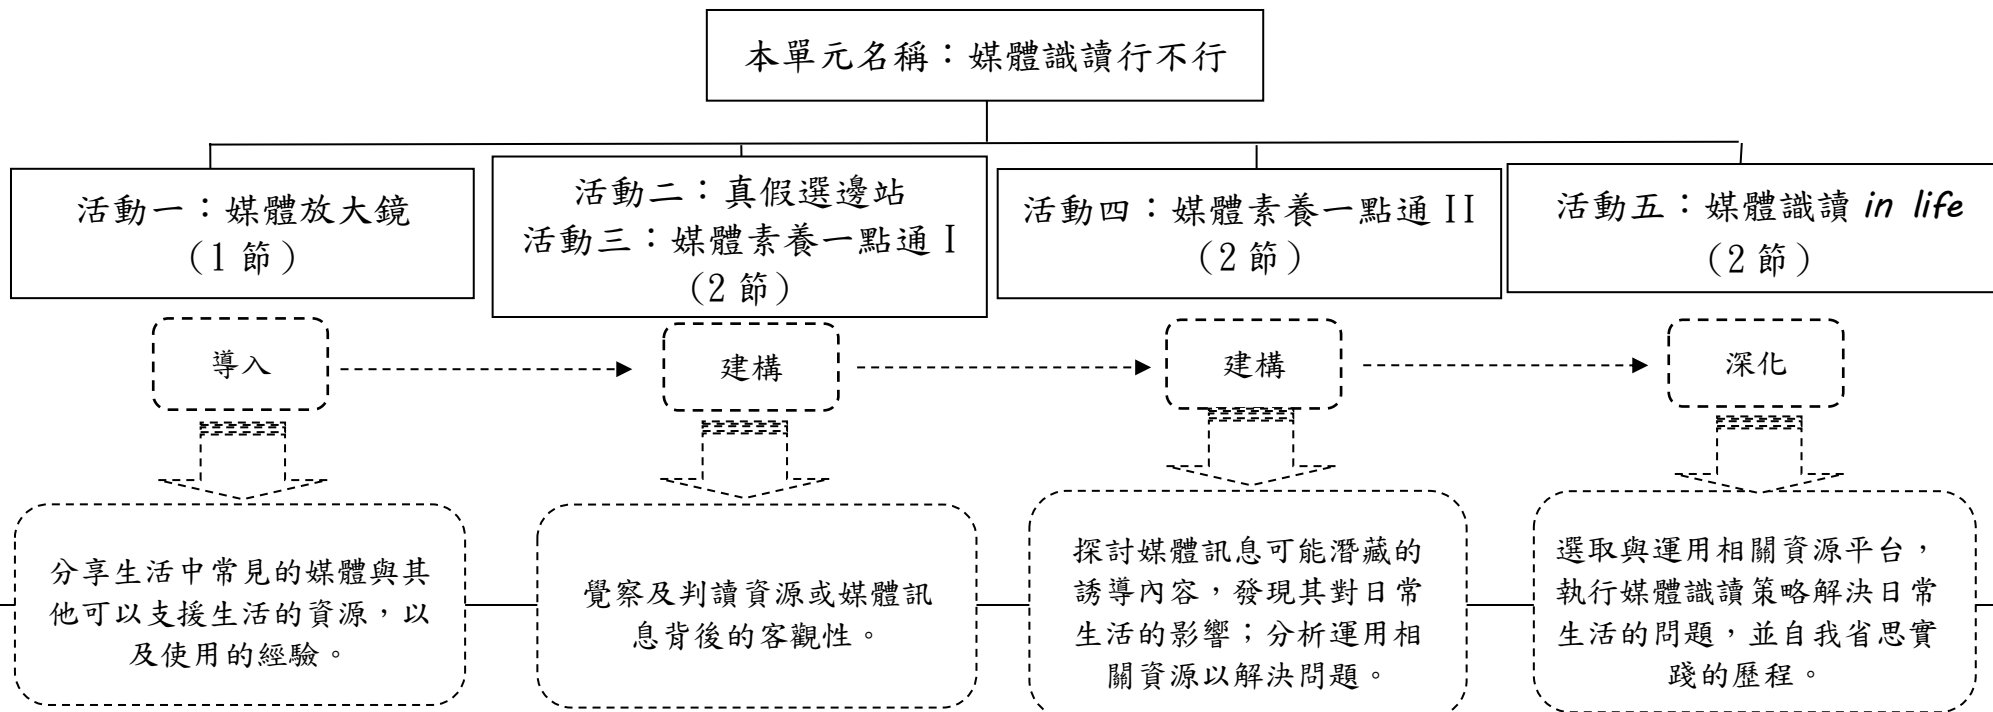 本單元名稱：媒體識讀行不行
活動一：媒體放大鏡
（1 節）
活動二：真假選邊站
活動三：媒體素養一點通 I
（2 節）
活動四：媒體素養一點通 II
（2 節）
活動五：媒體識讀 in life
（2 節）
導入
建構
建構
深化
分享生活中常見的媒體與其
他可以支援生活的資源，以
及使用的經驗。
覺察及判讀資源或媒體訊
息背後的客觀性。
探討媒體訊息可能潛藏的
誘導內容，發現其對日常
生活的影響；分析運用相
關資源以解決問題。
選取與運用相關資源平台，
執行媒體識讀策略解決日常
生活的問題，並自我省思實
踐的歷程。